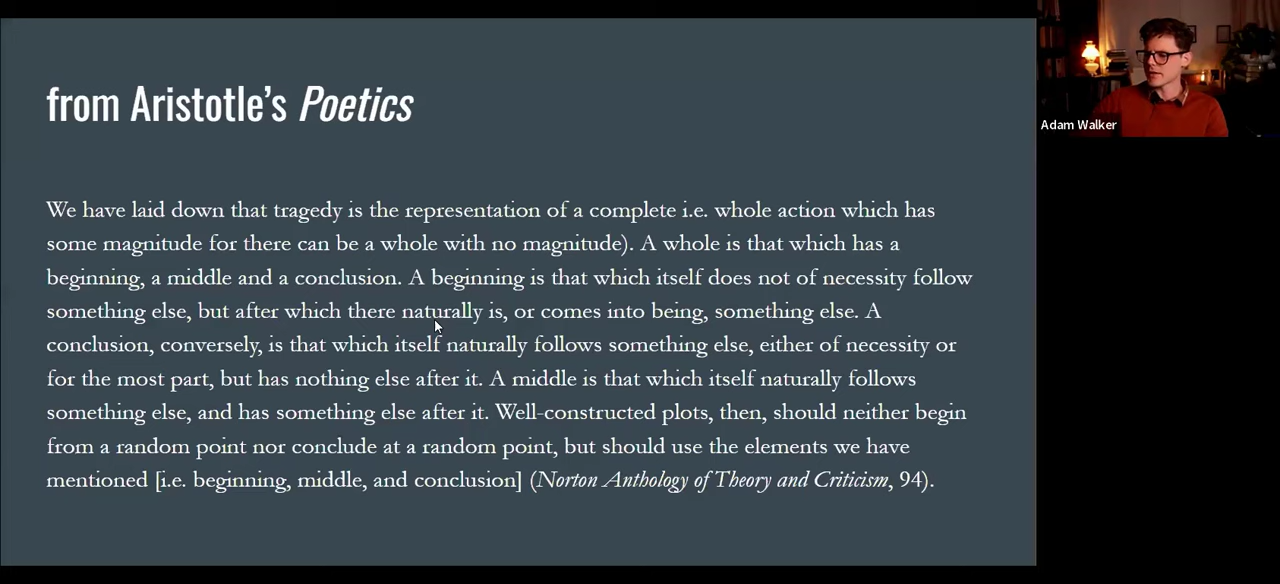 from Aristotle's Poetics
Adam Walker
We have laid down that tragedy is the representation of a complete i.e. whole action which has
some magnitude for there can be a whole with no magnitude). A whole is that which has a
beginning, a middle and a conclusion. A beginning is that which itself does not of necessity follow
something else, but after which there naturally is, or comes into being, something else. A
conclusion, conversely, is that which itself naturally follows something else, either of necessity or
for the most part, but has nothing else after it. A middle is that which itself naturally follows
something else, and has something else after it. Well-constructed plots, then, should neither begin
from a random point nor conclude at a random point, but should use the elements we have
mentioned [i.e. beginning, middle, and conclusion] (Norton Anthology of Theory and Criticism, 94).